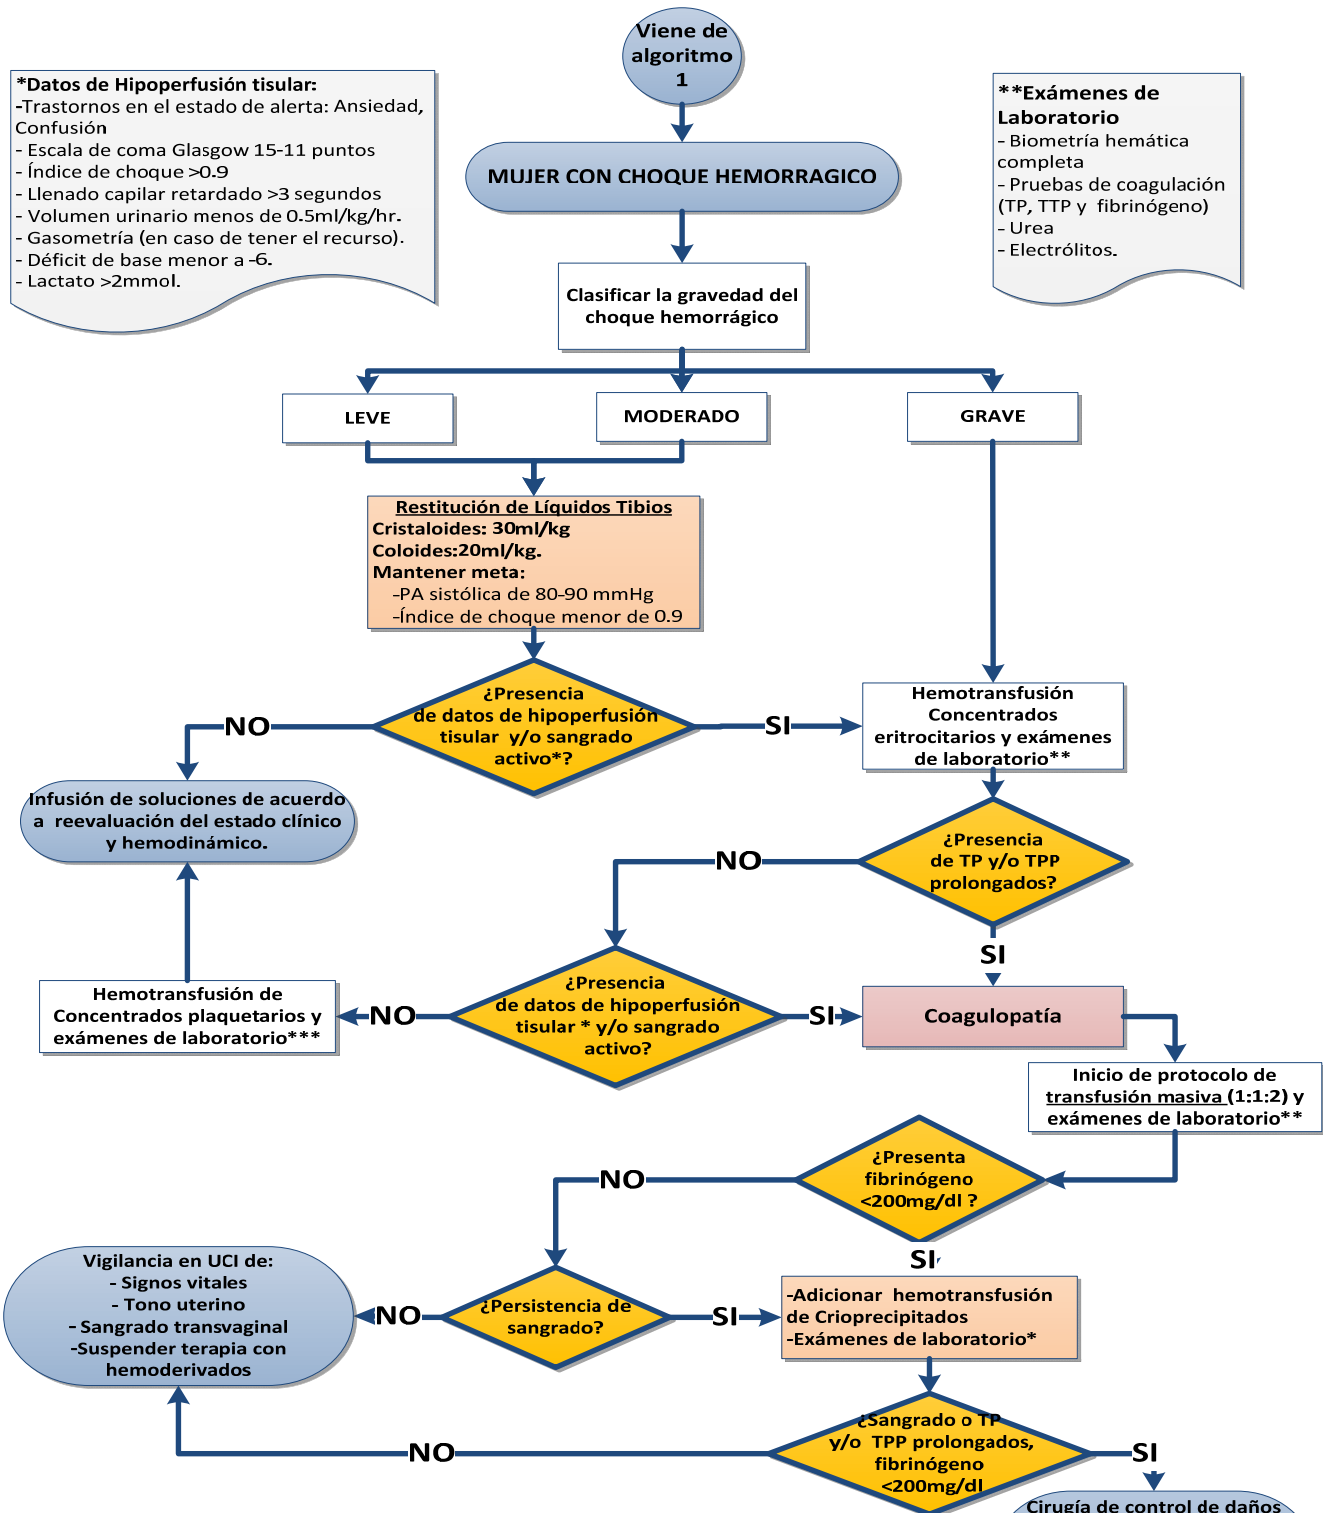 Viene de
algoritmo
1
*Datos de Hipoperfusión tisular:
-Trastornos en el estado de alerta: Ansiedad,
Confusión
- Escala de coma Glasgow 15-11 puntos
- Índice de choque >0.9
- Llenado capilar retardado >3 segundos
- Volumen urinario menos de 0.5ml/kg/hr.
- Gasometría (en caso de tener el recurso).
- Déficit de base menor a -6.
- Lactato >2mmol.
**Exámenes de
Laboratorio
- Biometría hemática
completa
- Pruebas de coagulación
(TP, TTP y fibrinógeno)
- Urea
- Electrólitos.
MUJER CON CHOQUE HEMORRAGICO
Clasificar la gravedad del
choque hemorrágico
LEVE
MODERADO
GRAVE
Restitución de Líquidos Tibios
Cristaloides: 30ml/kg
Coloides:20ml/kg.
Mantener meta:
-PA sistólica de 80-90 mmHg
-Índice de choque menor de 0.9
¿Presencia
de datos de hipoperfusión
tisular y/o sangrado
activo*?
NO
SI
Hemotransfusión
Concentrados
eritrocitarios y exámenes
de laboratorio**
Infusión de soluciones de acuerdo
a reevaluación del estado clínico
y hemodinámico.
¿Presencia
de TP y/o TPP
prolongados?
NO
SI
¿Presencia
de datos de hipoperfusión
tisular * y/o sangrado
activo?
NO
SI
Hemotransfusión de
Concentrados plaquetarios y
exámenes de laboratorio***
Coagulopatía
Inicio de protocolo de
transfusión masiva (1:1:2) y
exámenes de laboratorio**
¿Presenta
fibrinógeno
<200mg/dl ?
NO
SI
Vigilancia en UCI de:
- Signos vitales
- Tono uterino
- Sangrado transvaginal
-Suspender terapia con
hemoderivados
¿Persistencia de
sangrado?
NO
SI
-Adicionar hemotransfusión
de Crioprecipitados
-Exámenes de laboratorio*
¿Sangrado o TP
y/o TPP prolongados,
fibrinógeno
<200mg/dl
NO
SI
Cirugía de control de daños